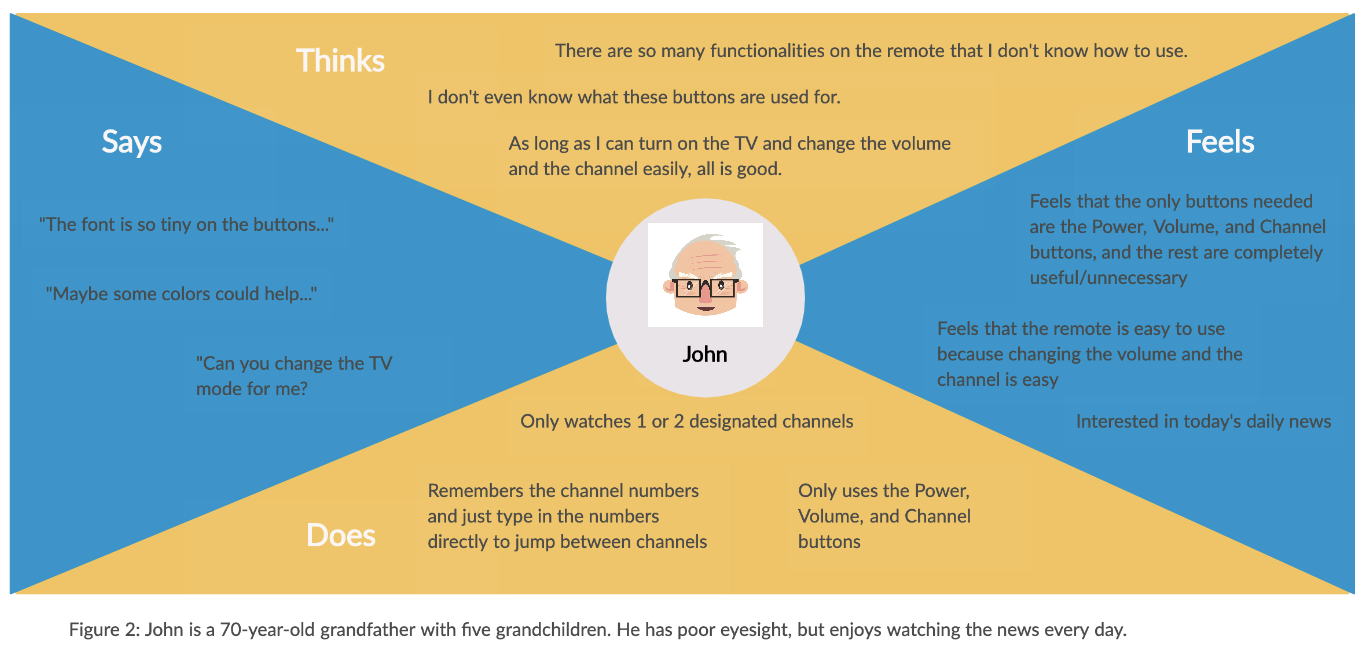 Thinks
There are so many functionalities on the remote that I don't know how to use.
I don't even know what these buttons are used for.
As long as I can turn on the TV and change the volume
and the channel easily, all is good.
Says
"The font is so tiny on the buttons..."
"Maybe some colors could help..."
"Can you change the TV
mode for me?
Feels
Feels that the only buttons needed
are the Power, Volume, and Channel
buttons, and the rest are completely
useful/unnecessary
Feels that the remote is easy to use
because changing the volume and the
channel is easy
Interested in today's daily news
John
Does
Only watches 1 or 2 designated channels
Remembers the channel numbers
and just type in the numbers
directly to jump between channels
Only uses the Power,
Volume, and Channel
buttons
Figure 2: John is a 70-year-old grandfather with five grandchildren. He has poor eyesight, but enjoys watching the news every day.